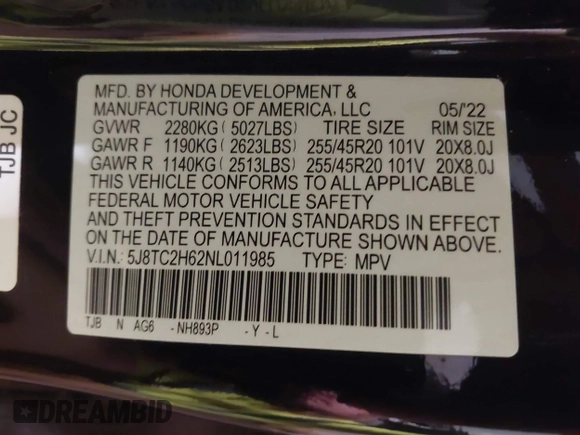 MFD. BY HONDA DEVELOPMENT &
MANUFACTURING OF AMERICA, LLC 05/'22
GVWR 2280KG ( 5027LBS) TIRE SIZE RIM SIZE
GAWR F 1190KG ( 2623LBS) 255/45R20 101V 20X8.0J
GAWR R 1140KG ( 2513LBS) 255/45R20 101V 20X8.0J
THIS VEHICLE CONFORMS TO ALL APPLICABLE
FEDERAL MOTOR VEHICLE SAFETY
AND THEFT PREVENTION STANDARDS IN EFFECT
ON THE DATE OF MANUFACTURE SHOWN ABOVE.
V.I.N.: 5J8TC2H62NL011985 TYPE: MPV
TJB N AG6 -NH893P -Y-L
TJB JC
DREAMBID